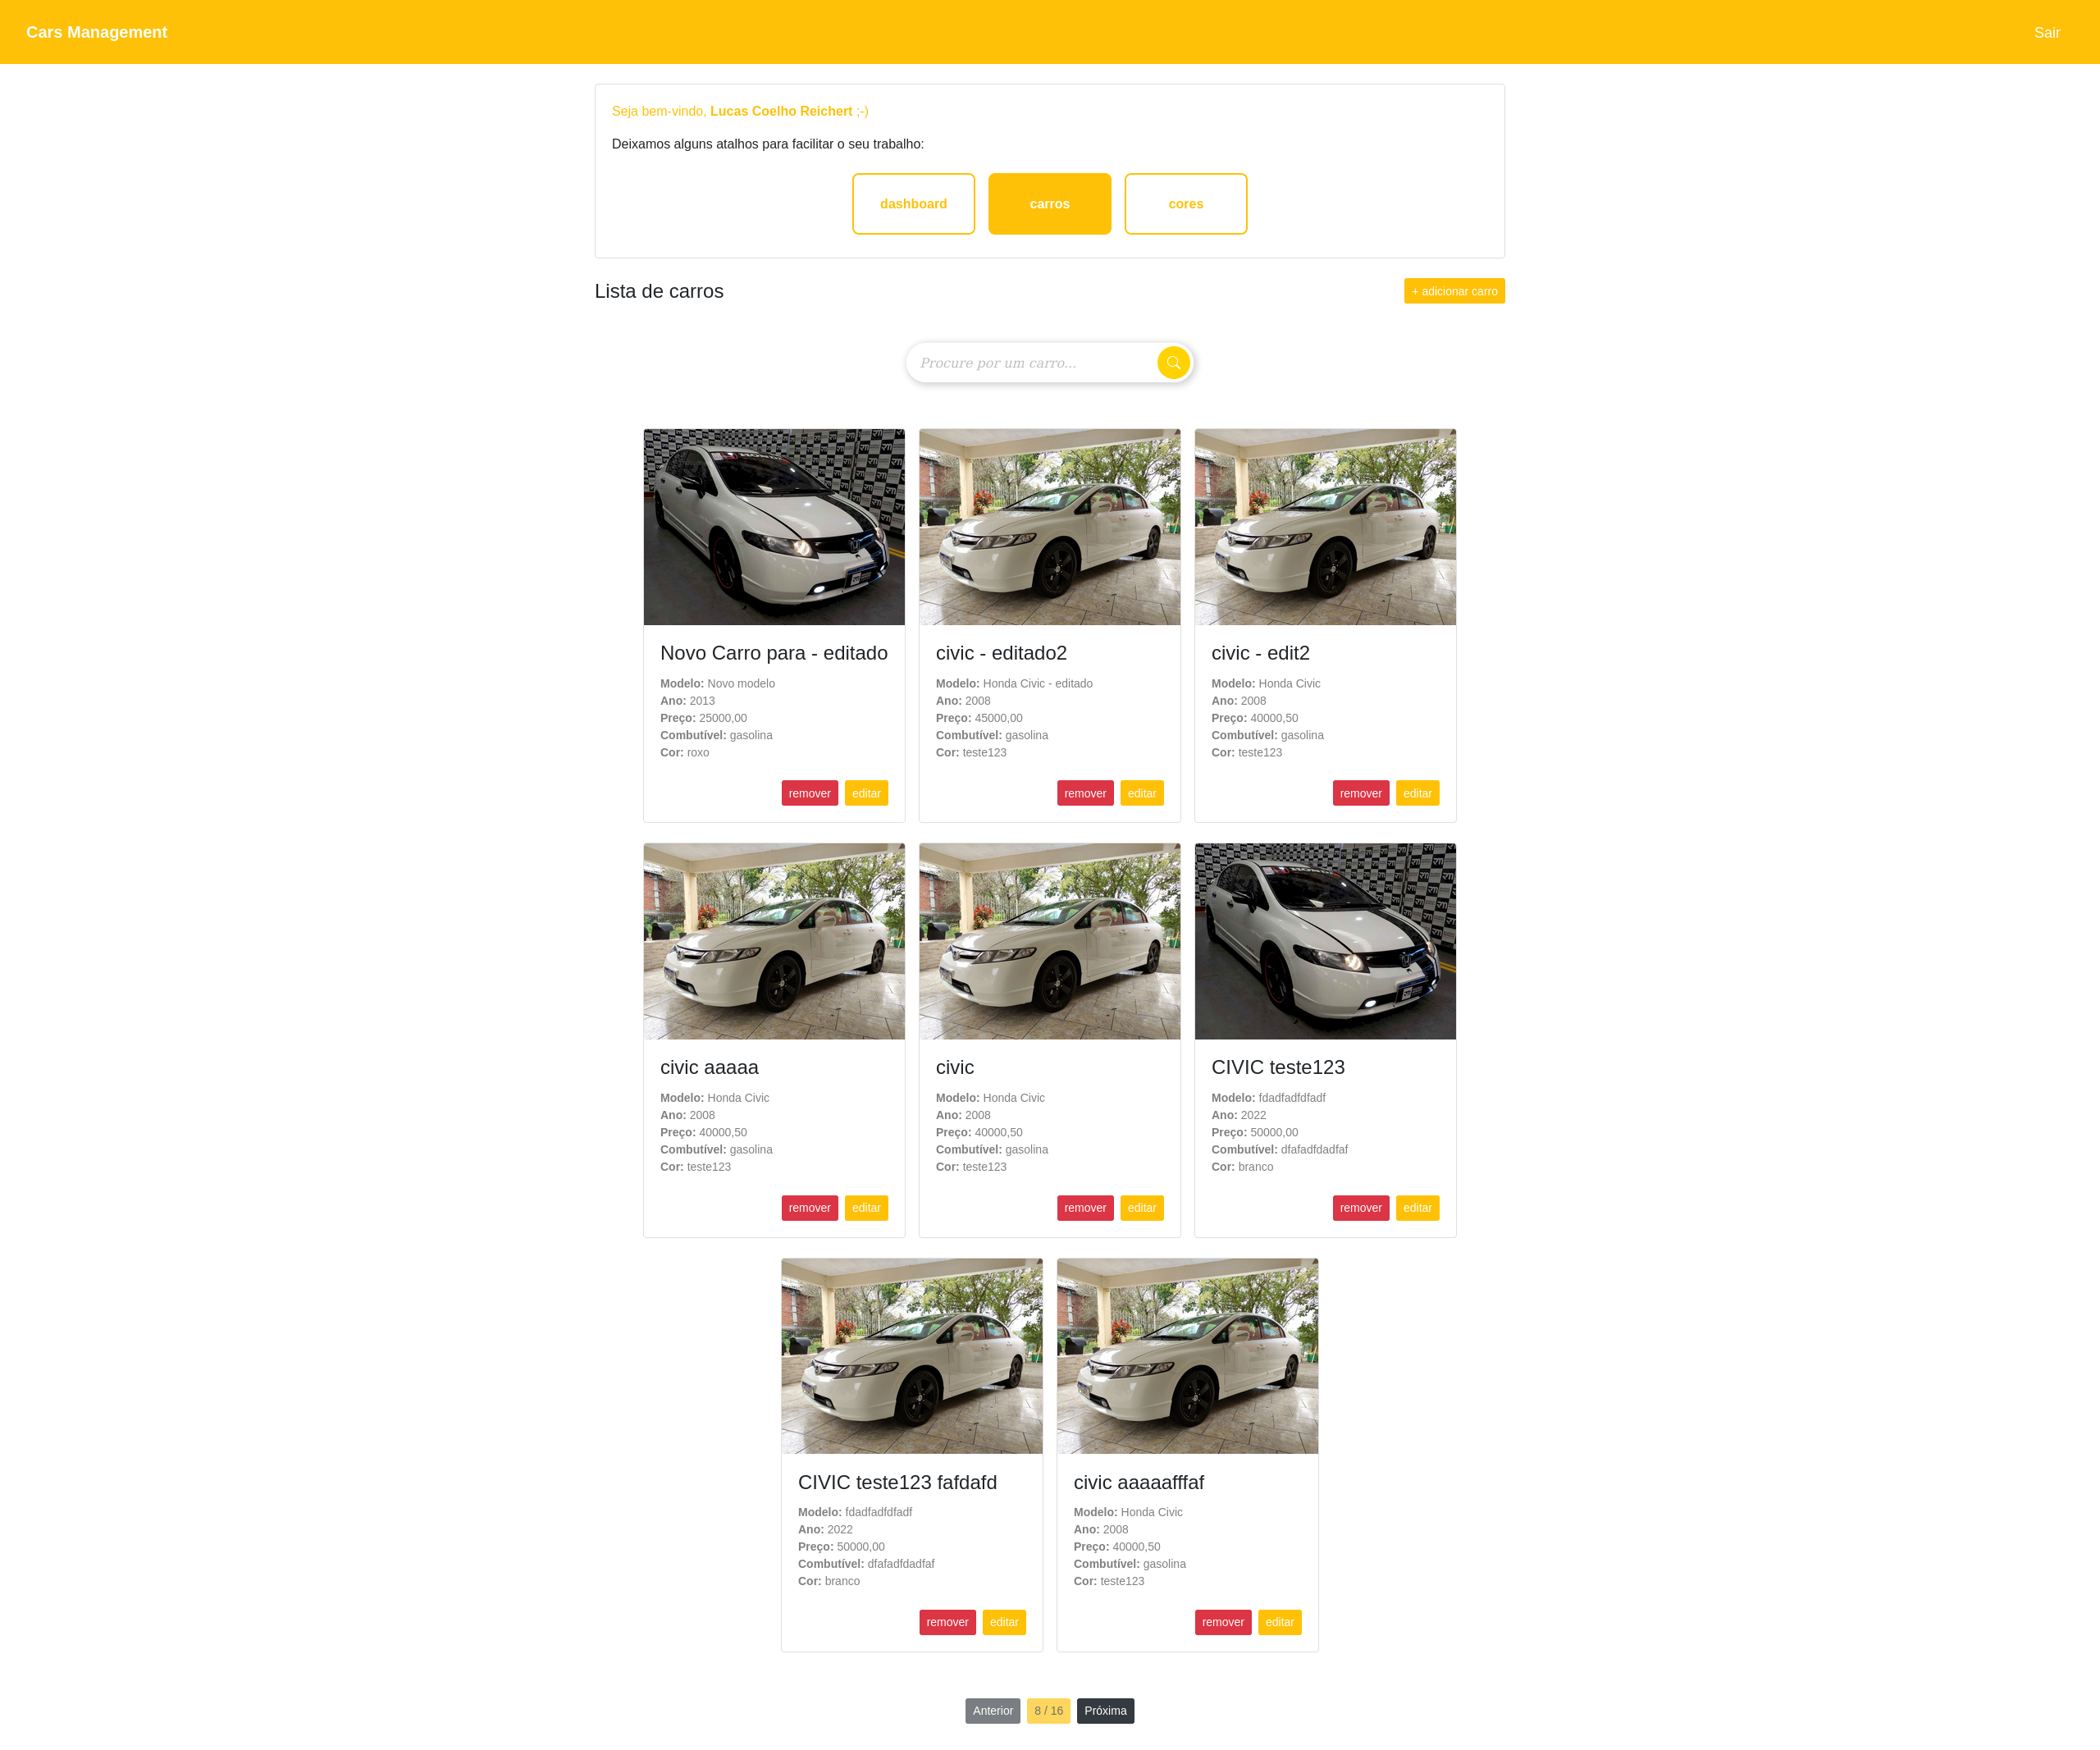 Cars Management
Sair
Seja bem-vindo, Lucas Coelho Reichert ;-)
Deixamos alguns atalhos para facilitar o seu trabalho:
dashboard
carros
cores
Lista de carros
+ adicionar carro
Procure por um carro...
Novo Carro para - editado
Modelo: Novo modelo
Ano: 2013
Preço: 25000,00
Combutível: gasolina
Cor: roxo
remover
editar
civic - editado2
Modelo: Honda Civic - editado
Ano: 2008
Preço: 45000,00
Combutível: gasolina
Cor: teste123
remover
editar
civic - edit2
Modelo: Honda Civic
Ano: 2008
Preço: 40000,50
Combutível: gasolina
Cor: teste123
remover
editar
civic aaaaa
Modelo: Honda Civic
Ano: 2008
Preço: 40000,50
Combutível: gasolina
Cor: teste123
remover
editar
civic
Modelo: Honda Civic
Ano: 2008
Preço: 40000,50
Combutível: gasolina
Cor: teste123
remover
editar
CIVIC teste123
Modelo: fdadfadfdfadf
Ano: 2022
Preço: 50000,00
Combutível: dfafadfdadfaf
Cor: branco
remover
editar
CIVIC teste123 fafdafd
Modelo: fdadfadfdfadf
Ano: 2022
Preço: 50000,00
Combutível: dfafadfdadfaf
Cor: branco
remover
editar
civic aaaaafffaf
Modelo: Honda Civic
Ano: 2008
Preço: 40000,50
Combutível: gasolina
Cor: teste123
remover
editar
Anterior
8 / 16
Próxima